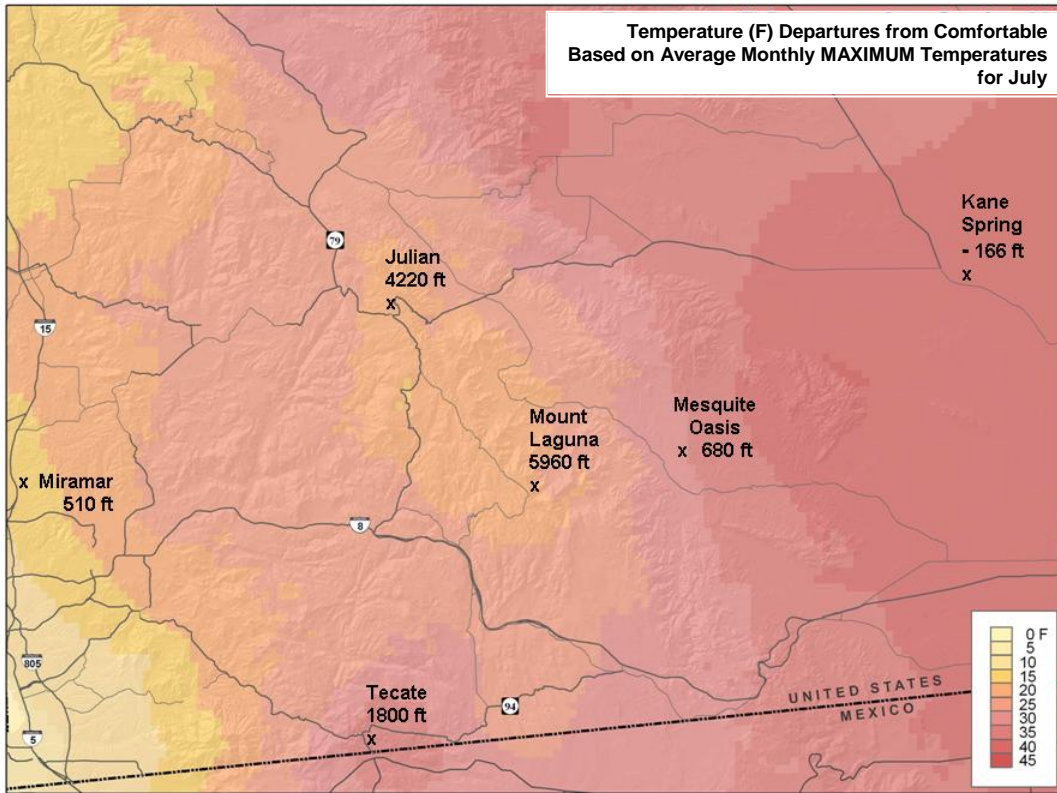 Temperature (F) Departures from Comfortable
Based on Average Monthly MAXIMUM Temperatures
for July
Kane
Spring
- 166 ft
x
79
Julian
4220 ft
x
15
Mount
Laguna
5960 ft
x
Mesquite
Oasis
x 680 ft
x Miramar
510 ft
8
805
5
Tecate
1800 ft
x
94
UNITED STATES
MEXICO
0 F
5
10
15
20
25
30
35
40
45